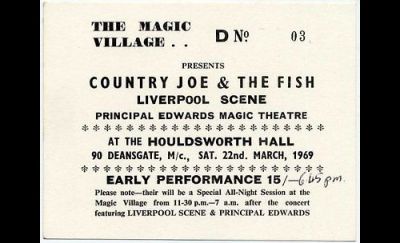 THE MAGIC VILLAGE . . D No 03
PRESENTS
COUNTRY JOE & THE FISH
LIVERPOOL SCENE
PRINCIPAL EDWARDS MAGIC THEATRE
AT THE HOULDSWORTH HALL
90 DEANSGATE, M/c., SAT. 22nd. MARCH, 1969
EARLY PERFORMANCE 15/— 6.45 p.m.
Please note—their will be a Special All-Night Session at the
Magic Village from 11-30 p.m.—7 a.m. after the concert
featuring LIVERPOOL SCENE & PRINCIPAL EDWARDS